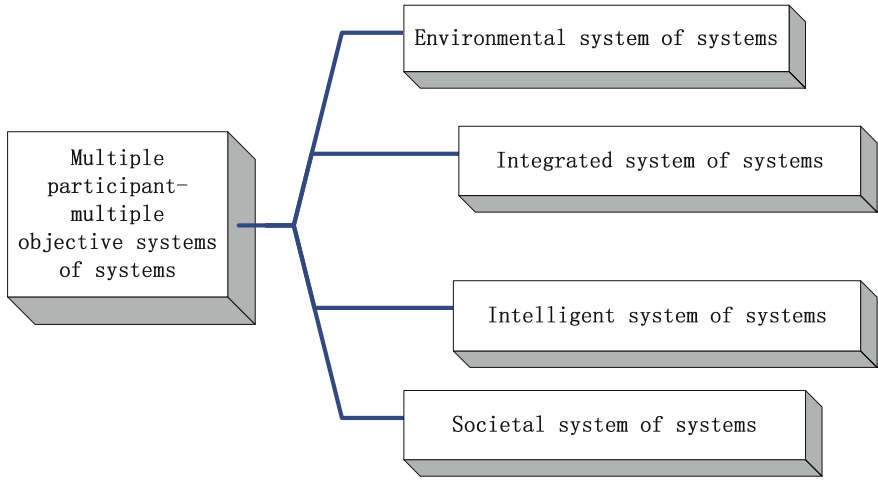 Multiple
participant-
multiple
objective systems
of systems
Environmental system of systems
Integrated system of systems
Intelligent system of systems
Societal system of systems